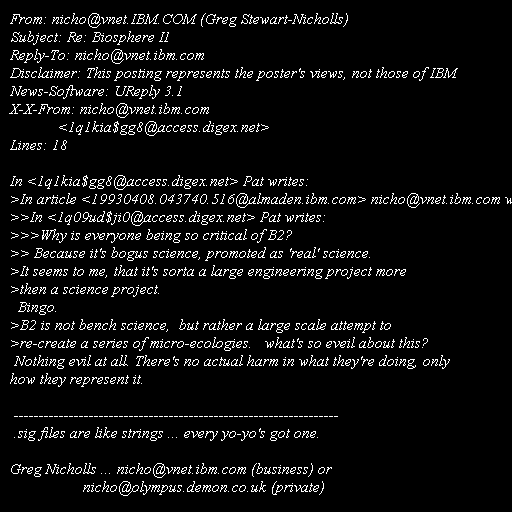 From: nicho@vnet.IBM.COM (Greg Stewart-Nicholls)
Subject: Re: Biosphere II
Reply-To: nicho@vnet.ibm.com
Disclaimer: This posting represents the poster's views, not those of IBM
News-Software: UReply 3.1
X-X-From: nicho@vnet.ibm.com
<1q1kia$gg8@access.digex.net>
Lines: 18

In <1q1kia$gg8@access.digex.net> Pat writes:
>In article <19930408.043740.516@almaden.ibm.com> nicho@vnet.ibm.com w
>>In <1q09ud$ji0@access.digex.net> Pat writes:
>>>Why is everyone being so critical of B2?
>> Because it's bogus science, promoted as 'real' science.
>It seems to me, that it's sorta a large engineering project more
>then a science project.
Bingo.
>B2 is not bench science,  but rather a large scale attempt to
>re-create a series of micro-ecologies.   what's so eveil about this?
Nothing evil at all. There's no actual harm in what they're doing, only
how they represent it.

-----------------------------------------------------------------
.sig files are like strings ... every yo-yo's got one.

Greg Nicholls ... nicho@vnet.ibm.com (business) or
nicho@olympus.demon.co.uk (private)